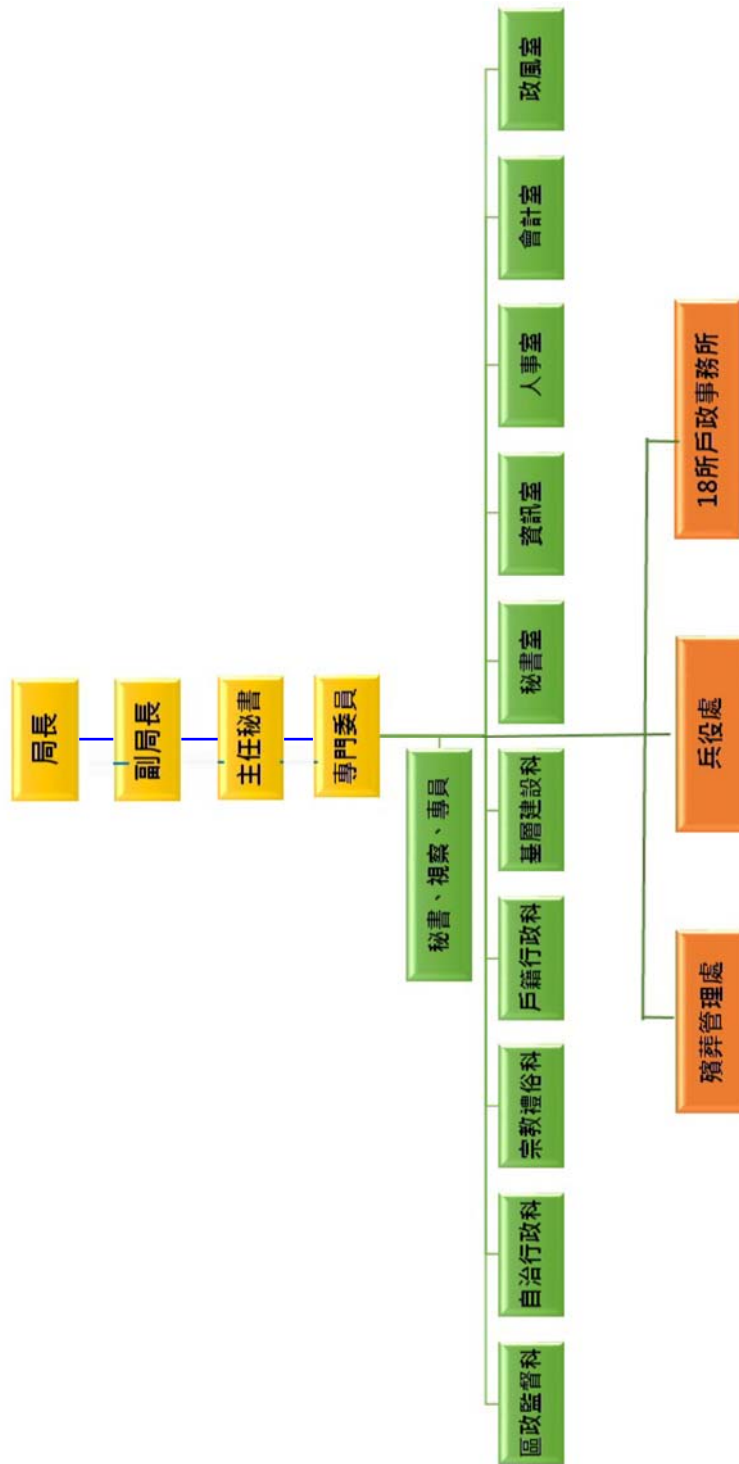 局長
副局長
主任秘書
專門委員
秘書、視察、專員
區政監督科
自治行政科
宗教禮俗科
戶籍行政科
基層建設科
秘書室
資訊室
人事室
會計室
政風室
殯葬管理處
兵役處
18所戶政事務所